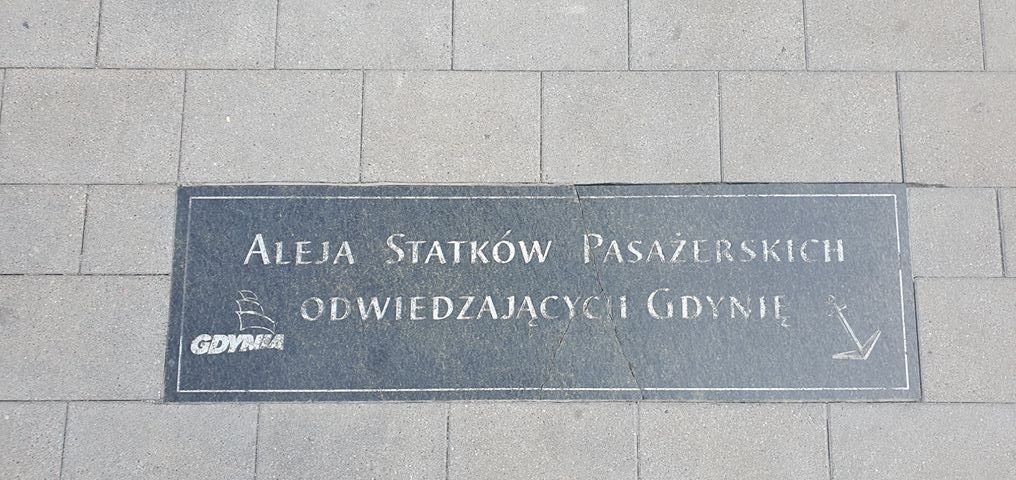 ALEJA STATKÓW PASAŻERSKICH
ODWIEDZAJĄCYCH GDYNIĘ
GDYNIA